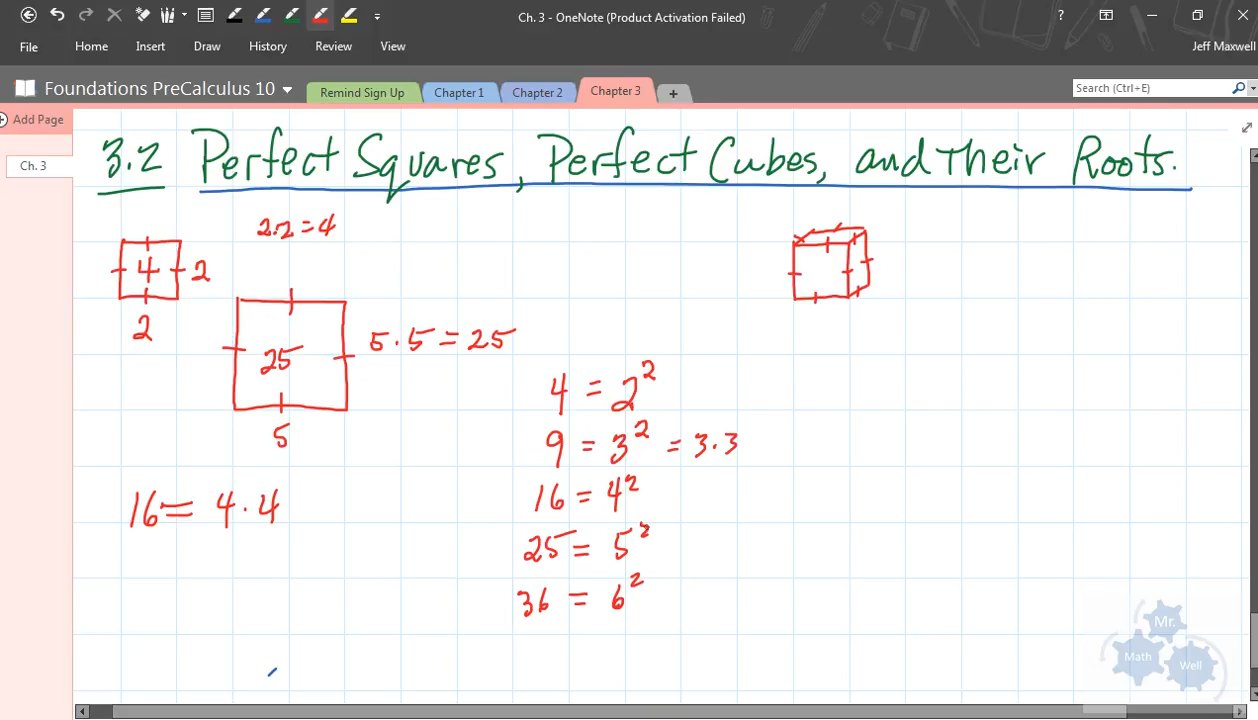 Ch. 3 - OneNote (Product Activation Failed)
?
File Home Insert Draw History Review View
Jeff Maxwell
Foundations PreCalculus 10
Remind Sign Up
Chapter 1
Chapter 2
Chapter 3
+
Search (Ctrl+E)
Add Page
Ch. 3
3.2 Perfect Squares, Perfect Cubes, and Their Roots.
2·2=4
4
2
2
25
5·5=25
5
16=4·4
4=2²
9=3²=3·3
16=4²
25=5²
36=6²
Mr.
Math
Well